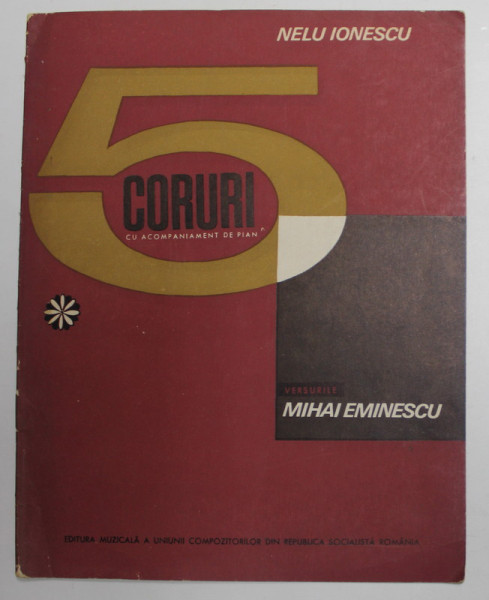 NELU IONESCU
5
CORURI
CU ACOMPANIAMENT DE PIAN
VERSURILE
MIHAI EMINESCU
EDITURA MUZICALĂ A UNIUNII COMPOZITORILOR DIN REPUBLICA SOCIALISTĂ ROMÂNIA